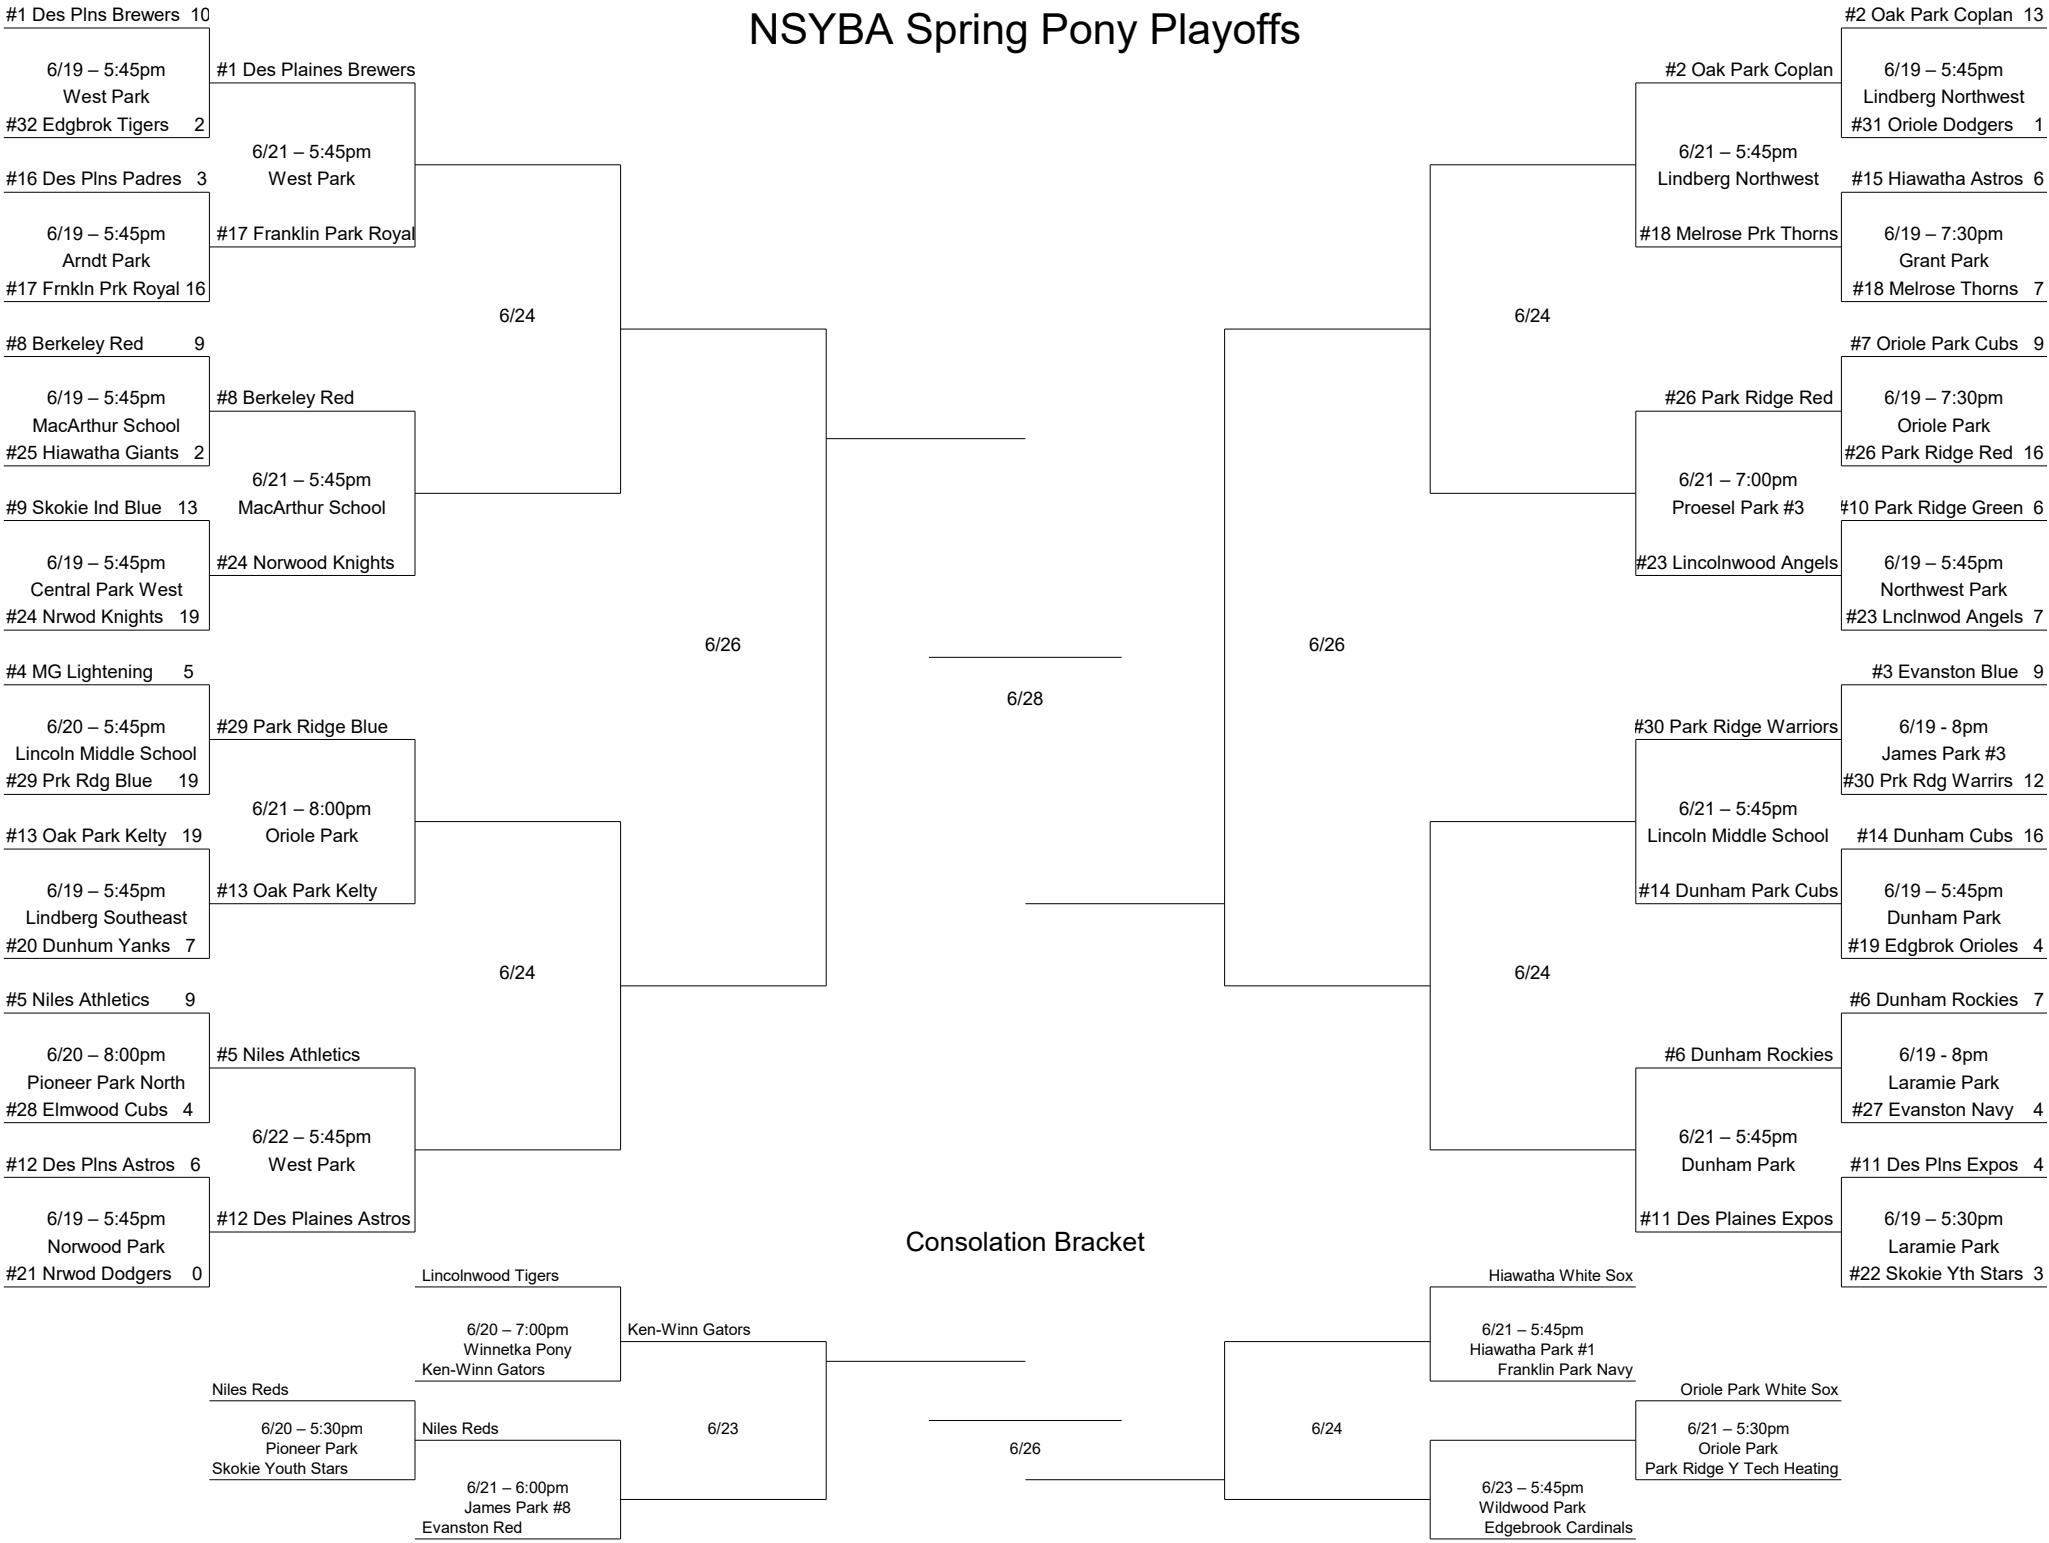 NSYBA Spring Pony Playoffs
#1 Des Plns Brewers 10
6/19 – 5:45pm
West Park
#32 Edgbrok Tigers 2
#16 Des Plns Padres 3
6/19 – 5:45pm
Arndt Park
#17 Frnkln Prk Royal 16
#8 Berkeley Red 9
6/19 – 5:45pm
MacArthur School
#25 Hiawatha Giants 2
#9 Skokie Ind Blue 13
6/19 – 5:45pm
Central Park West
#24 Nrwod Knights 19
#4 MG Lightening 5
6/20 – 5:45pm
Lincoln Middle School
#29 Prk Rdg Blue 19
#13 Oak Park Kelty 19
6/19 – 5:45pm
Lindberg Southeast
#20 Dunhum Yanks 7
#5 Niles Athletics 9
6/20 – 8:00pm
Pioneer Park North
#28 Elmwood Cubs 4
#12 Des Plns Astros 6
6/19 – 5:45pm
Norwood Park
#21 Nrwod Dodgers 0
#1 Des Plaines Brewers
6/21 – 5:45pm
West Park
#17 Franklin Park Royal
#8 Berkeley Red
6/21 – 5:45pm
MacArthur School
#24 Norwood Knights
#29 Park Ridge Blue
6/21 – 8:00pm
Oriole Park
#13 Oak Park Kelty
#5 Niles Athletics
6/22 – 5:45pm
West Park
#12 Des Plaines Astros
6/24
6/24
6/26
6/28
6/26
6/24
6/24
#2 Oak Park Coplan
6/21 – 5:45pm
Lindberg Northwest
#18 Melrose Prk Thorns
#26 Park Ridge Red
6/21 – 7:00pm
Proesel Park #3
#23 Lincolnwood Angels
#30 Park Ridge Warriors
6/21 – 5:45pm
Lincoln Middle School
#14 Dunham Park Cubs
#6 Dunham Rockies
6/21 – 5:45pm
Dunham Park
#11 Des Plaines Expos
#2 Oak Park Coplan 13
6/19 – 5:45pm
Lindberg Northwest
#31 Oriole Dodgers 1
#15 Hiawatha Astros 6
6/19 – 7:30pm
Grant Park
#18 Melrose Thorns 7
#7 Oriole Park Cubs 9
6/19 – 7:30pm
Oriole Park
#26 Park Ridge Red 16
#10 Park Ridge Green 6
6/19 – 5:45pm
Northwest Park
#23 Lnclnwod Angels 7
#3 Evanston Blue 9
6/19 - 8pm
James Park #3
#30 Prk Rdg Warrirs 12
#14 Dunham Cubs 16
6/19 – 5:45pm
Dunham Park
#19 Edgbrok Orioles 4
#6 Dunham Rockies 7
6/19 - 8pm
Laramie Park
#27 Evanston Navy 4
#11 Des Plns Expos 4
6/19 – 5:30pm
Laramie Park
#22 Skokie Yth Stars 3
Consolation Bracket
Niles Reds
6/20 – 5:30pm
Pioneer Park
Skokie Youth Stars
Lincolnwood Tigers
6/20 – 7:00pm
Winnetka Pony
Ken-Winn Gators
Niles Reds
6/21 – 6:00pm
James Park #8
Evanston Red
Ken-Winn Gators
6/23
6/26
6/24
Hiawatha White Sox
6/21 – 5:45pm
Hiawatha Park #1
Franklin Park Navy
6/23 – 5:45pm
Wildwood Park
Edgebrook Cardinals
Oriole Park White Sox
6/21 – 5:30pm
Oriole Park
Park Ridge Y Tech Heating